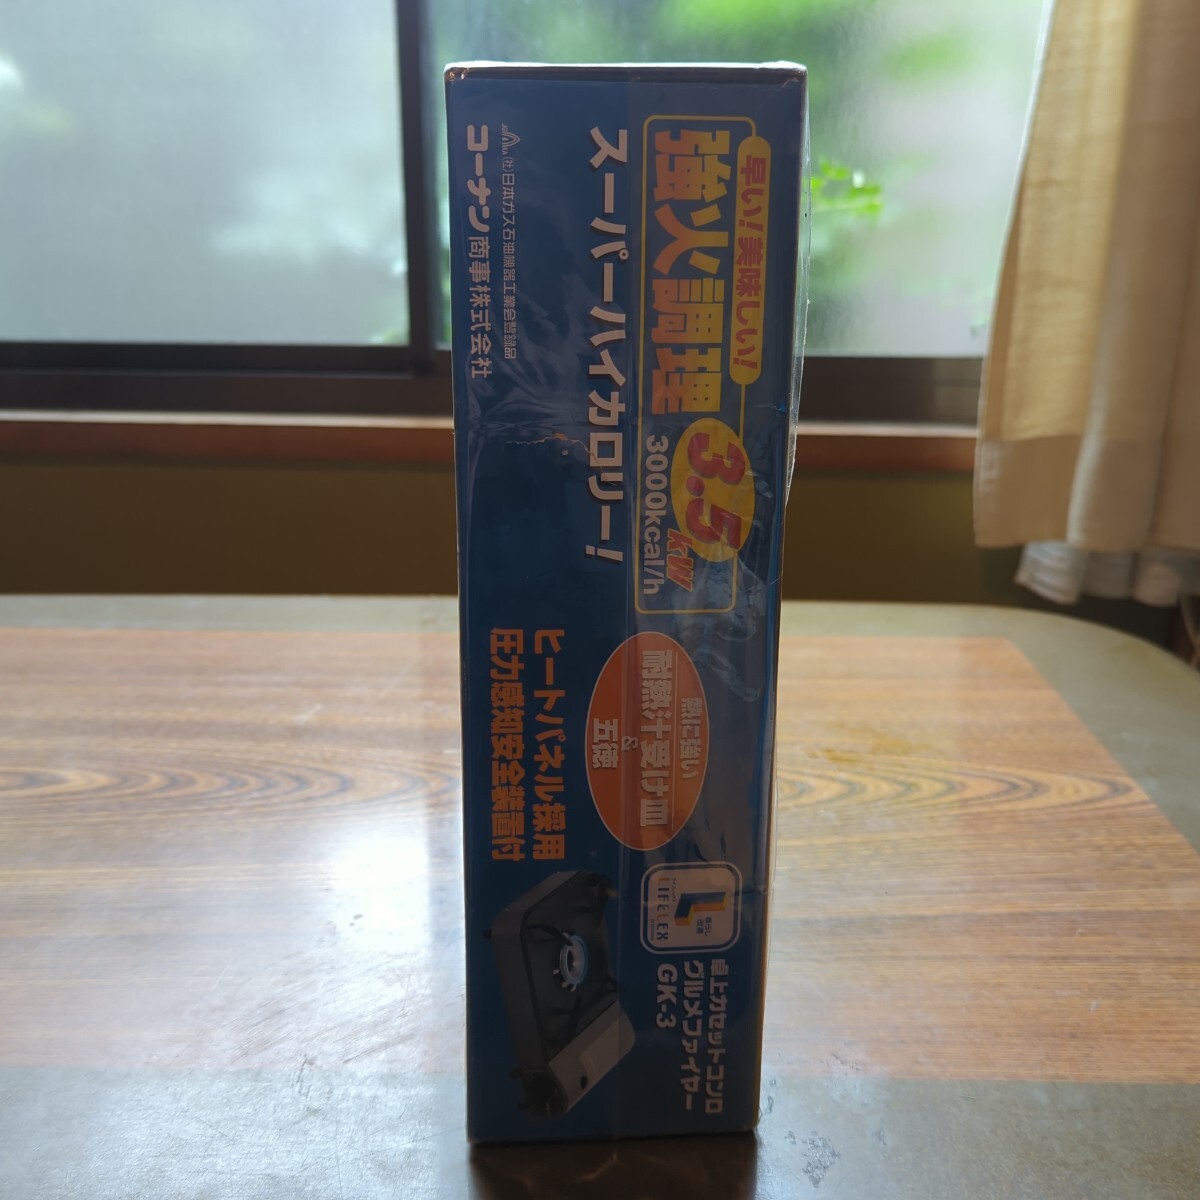 早い!美味しい!
強火調理
3.5kW
3000kcal/h
スーパーハイカロリー!
(社)日本ガス石油機器工業会登録品
コーナン商事株式会社
熱に強い
耐熱汁受け皿
&
五徳
ヒートパネル採用
圧力感知安全装置付
LIFELEX
卓上カセットコンロ
グルメファイヤー
GK-3